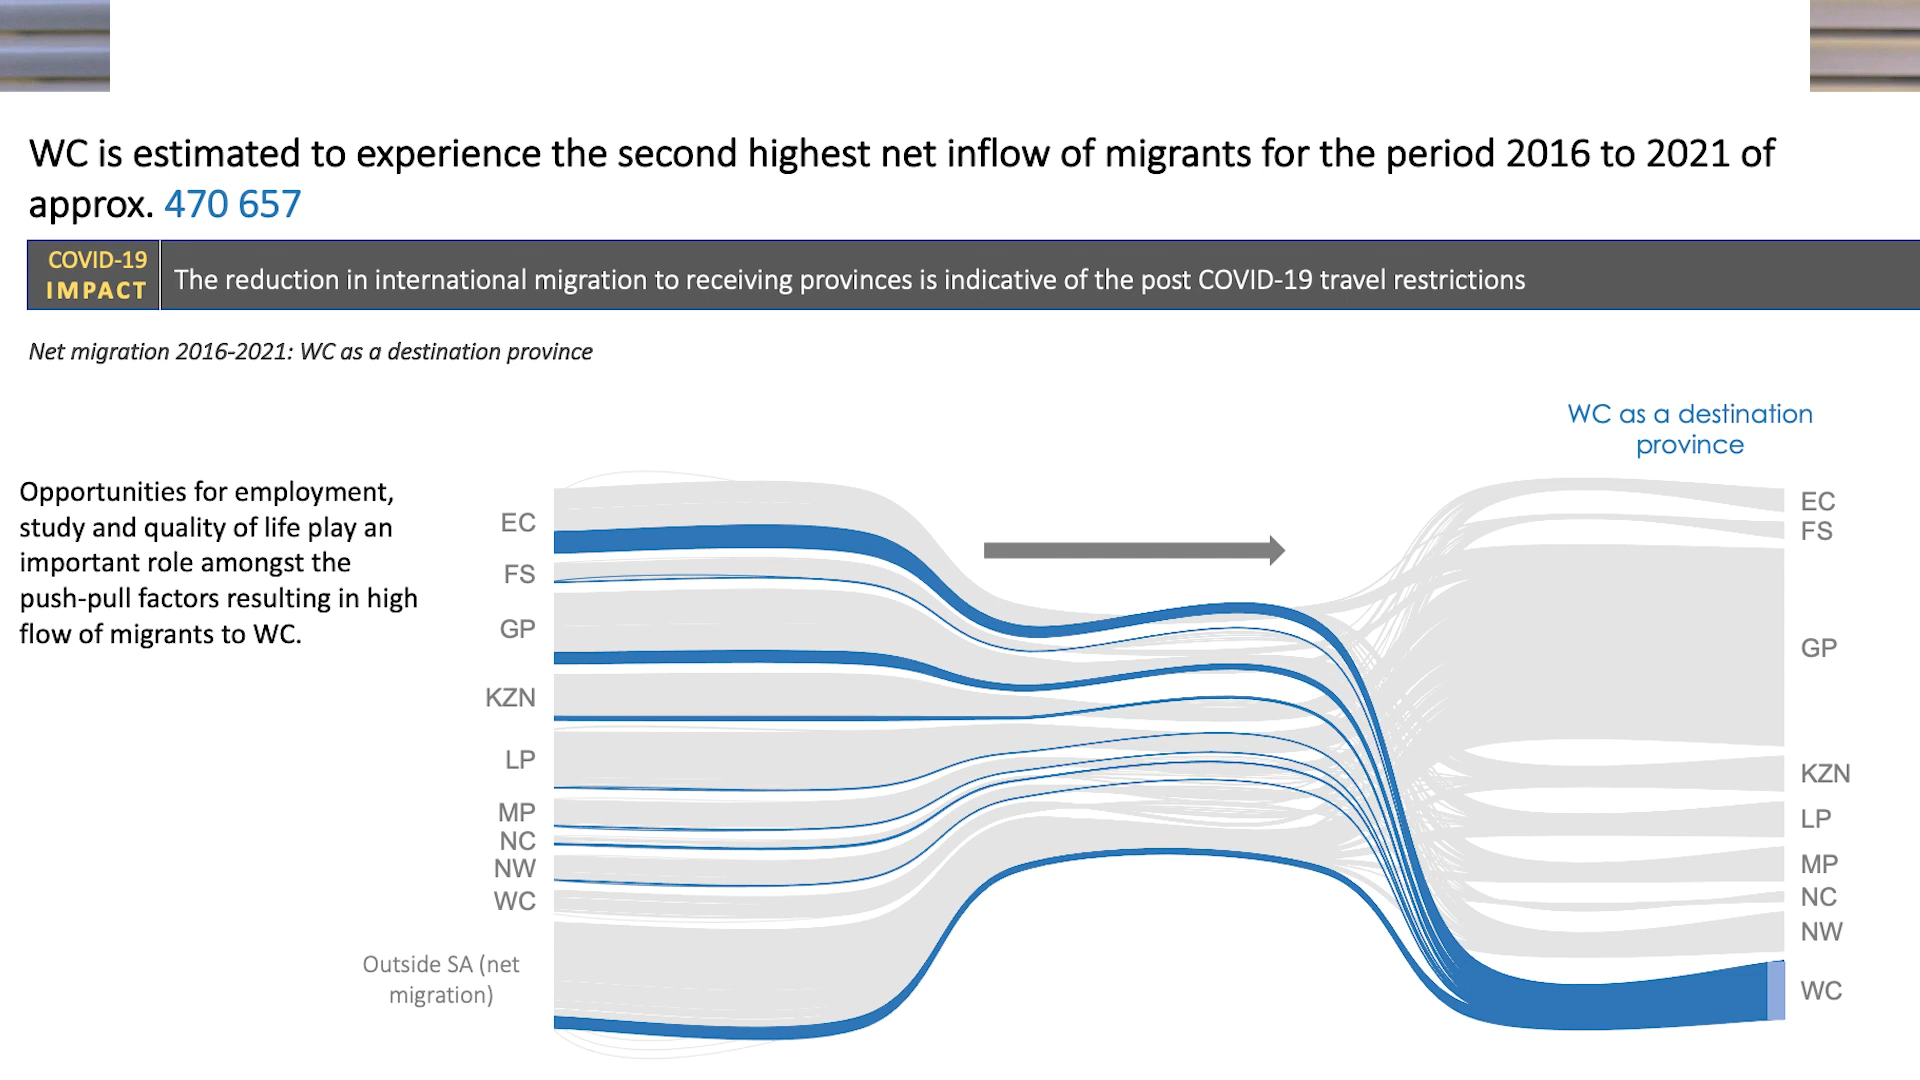 WC is estimated to experience the second highest net inflow of migrants for the period 2016 to 2021 of
approx. 470 657
COVID-19
IMPACT
The reduction in international migration to receiving provinces is indicative of the post COVID-19 travel restrictions
Net migration 2016-2021: WC as a destination province
WC as a destination
province
Opportunities for employment,
study and quality of life play an
important role amongst the
push-pull factors resulting in high
flow of migrants to WC.
EC
FS
GP
KZN
LP
MP
NC
NW
WC
Outside SA (net
migration)
EC
FS
GP
KZN
LP
MP
NC
NW
WC